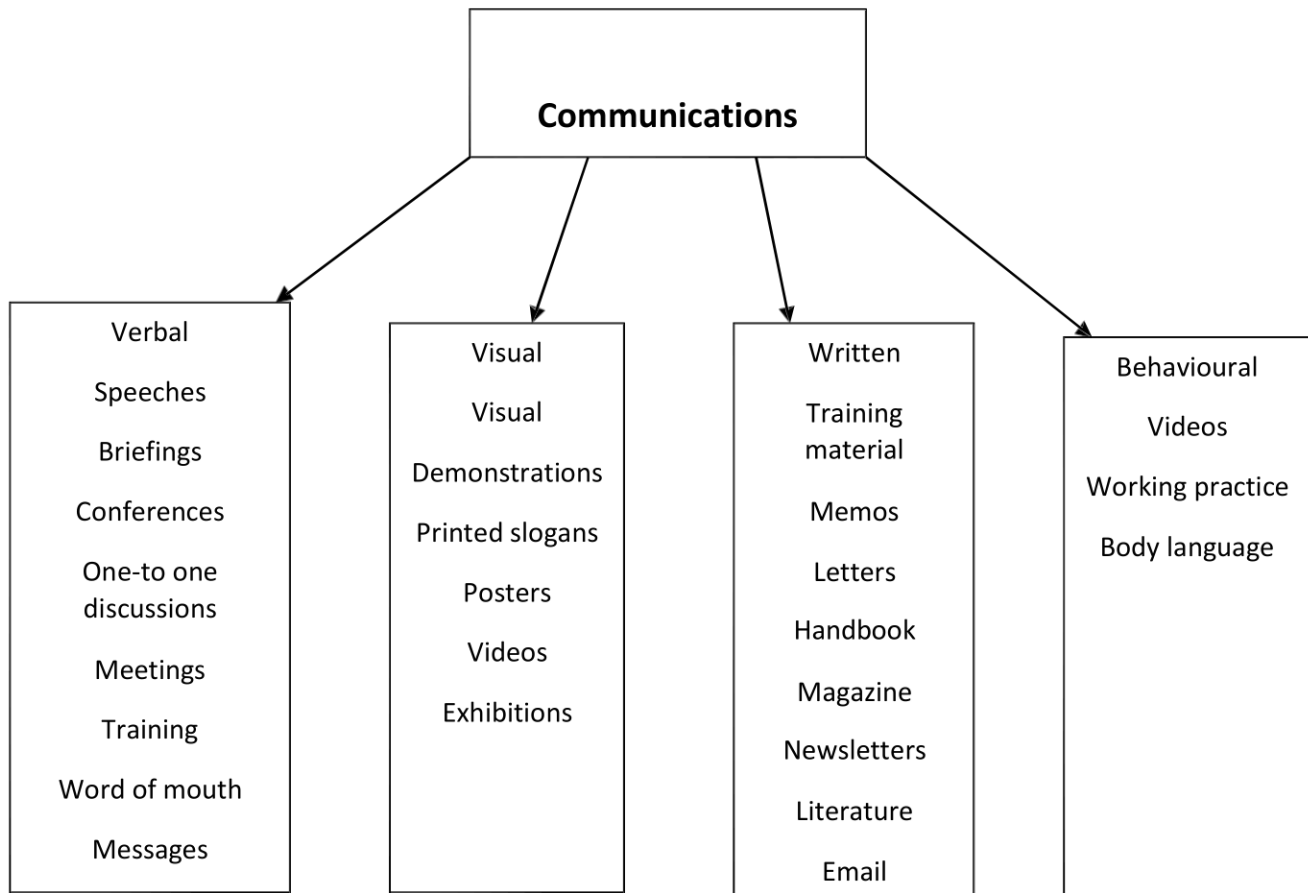 Communications
Verbal
Speeches
Briefings
Conferences
One-to one
discussions
Meetings
Training
Word of mouth
Messages
Visual
Visual
Demonstrations
Printed slogans
Posters
Videos
Exhibitions
Written
Training
material
Memos
Letters
Handbook
Magazine
Newsletters
Literature
Email
Behavioural
Videos
Working practice
Body language